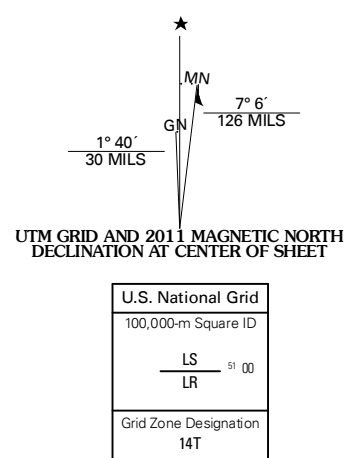 ★
MN
GN
7° 6´
126 MILS
1° 40´
30 MILS
UTM GRID AND 2011 MAGNETIC NORTH
DECLINATION AT CENTER OF SHEET
U.S. National Grid
100,000-m Square ID
LS
51 00
LR
Grid Zone Designation
14T